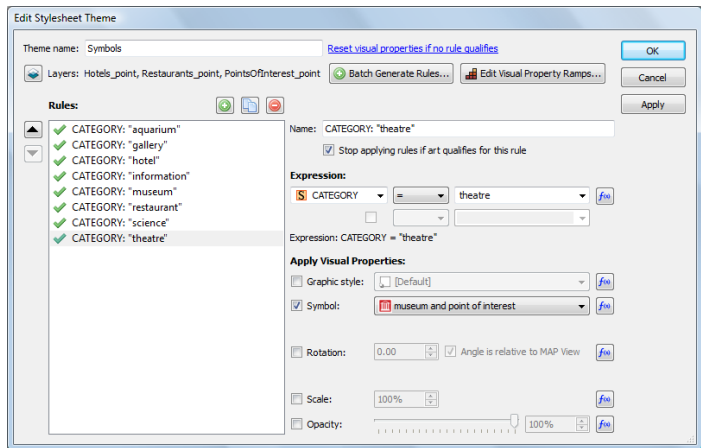 Edit Stylesheet Theme
Theme name: Symbols Reset visual properties if no rule qualifies OK
Layers: Hotels_point, Restaurants_point, PointsOfInterest_point Batch Generate Rules... Edit Visual Property Ramps... Cancel
Rules: Apply
CATEGORY: "aquarium" Name: CATEGORY: "theatre"
CATEGORY: "gallery" Stop applying rules if art qualifies for this rule
CATEGORY: "hotel"
CATEGORY: "information" Expression:
CATEGORY: "museum" S CATEGORY = theatre f(x)
CATEGORY: "restaurant"
CATEGORY: "science"
CATEGORY: "theatre" Expression: CATEGORY = "theatre"
Apply Visual Properties:
Graphic style: [Default] f(x)
Symbol: museum and point of interest f(x)
Rotation: 0.00 Angle is relative to MAP View f(x)
Scale: 100% f(x)
Opacity: 100% f(x)